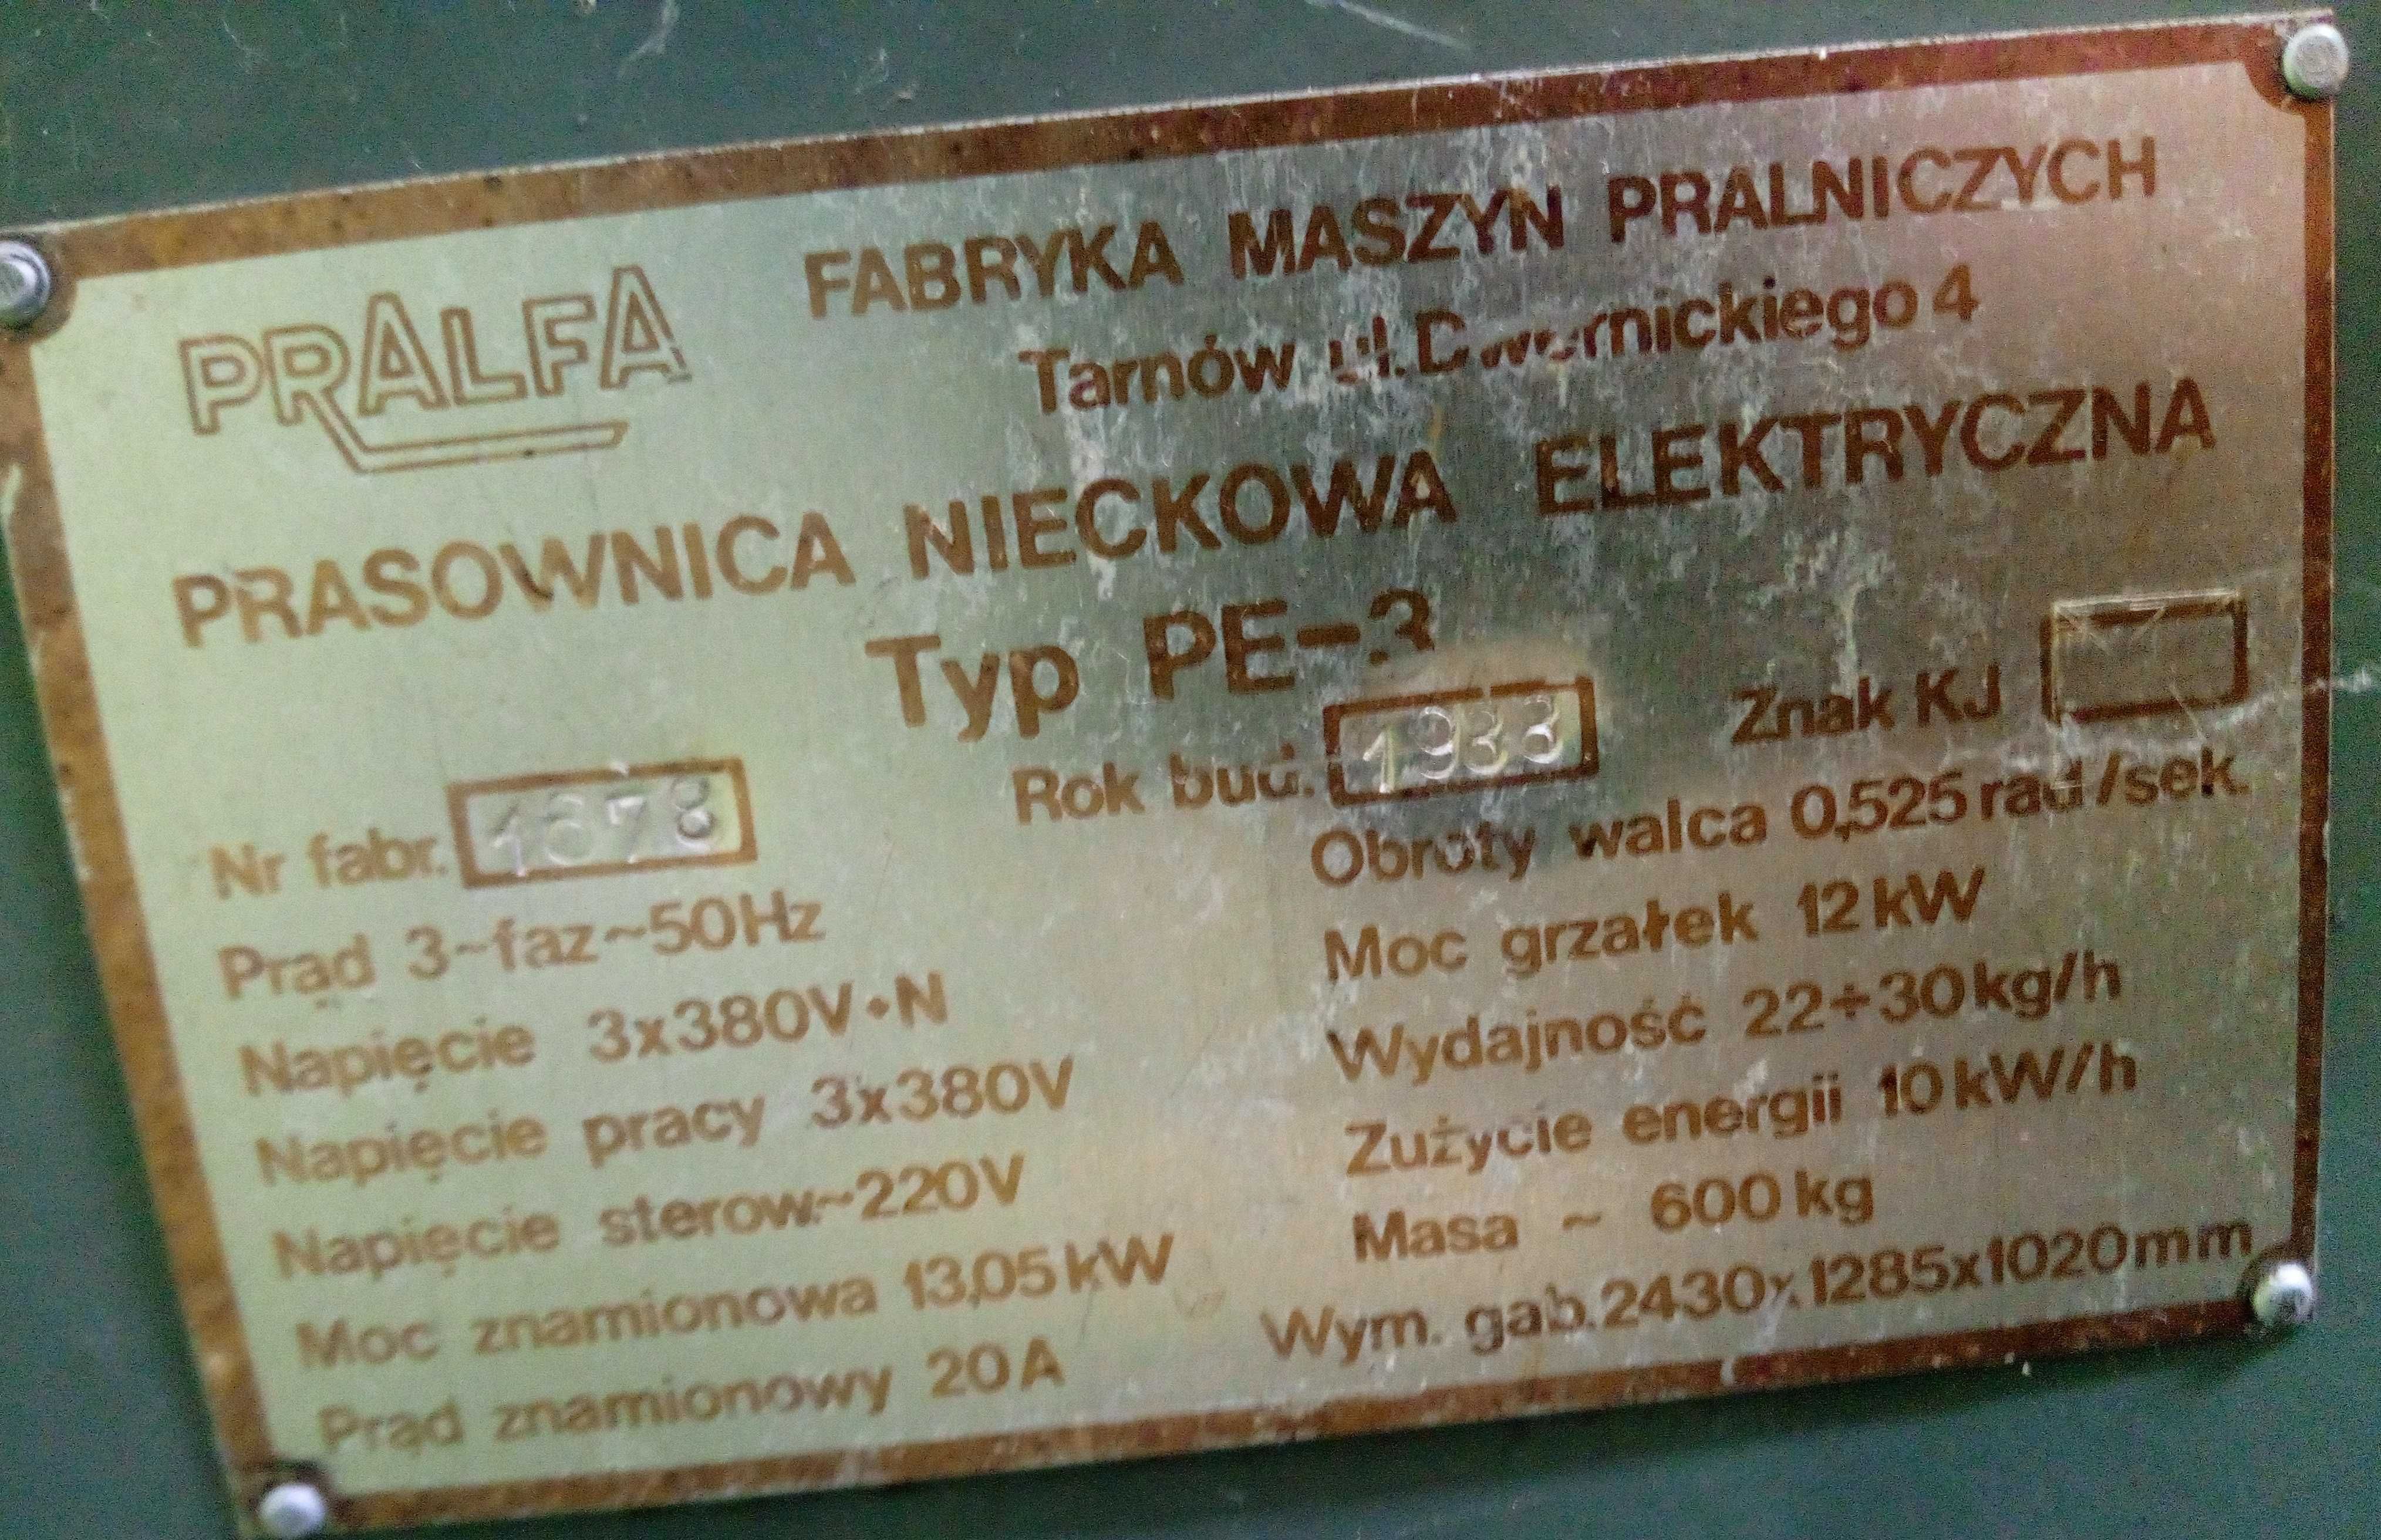 PRALFA
FABRYKA MASZYN PRALNICZYCH
Tarnów ul. Dwernickiego 4
PRASOWNICA NIECKOWA ELEKTRYCZNA
Typ PE-3
Nr fabr. 1678
Rok bud.
Znak KJ
Prąd 3~faz~50Hz
Napięcie 3x380V•N
Napięcie pracy 3x380V
Napięcie sterow.~220V
Moc znamionowa 13,05kW
Prąd znamionowy 20A
Obroty walca 0,525 rad/sek.
Moc grzałek 12kW
Wydajność 22÷30kg/h
Zużycie energii 10kW/h
Masa ~ 600kg
Wym. gab. 2430x1285x1020mm